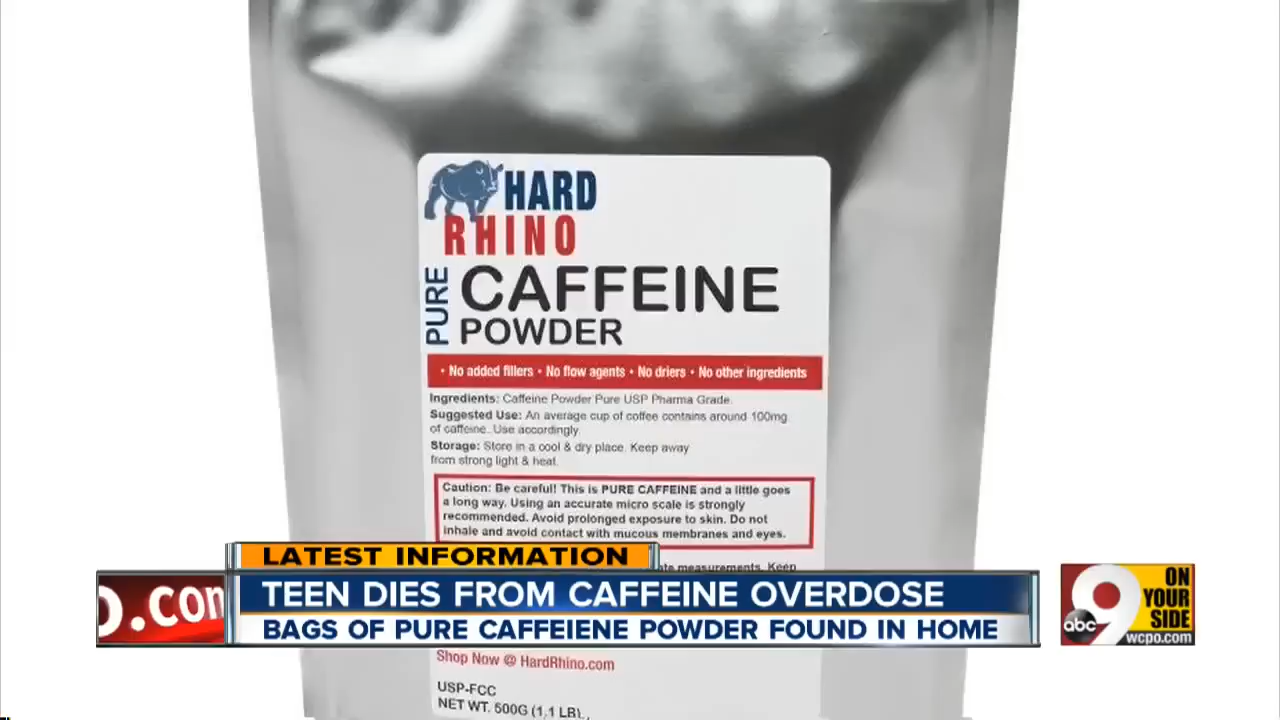 HARD
RHINO
PURE
CAFFEINE
POWDER
• No added fillers • No flow agents • No driers • No other ingredients
Ingredients: Caffeine Powder Pure USP Pharma Grade.
Suggested Use: An average cup of coffee contains around 100mg
of caffeine. Use accordingly.
Storage: Store in a cool & dry place. Keep away
from strong light & heat.
Caution: Be careful! This is PURE CAFFEINE and a little goes
a long way. Using an accurate micro scale is strongly
recommended. Avoid prolonged exposure to skin. Do not
inhale and avoid contact with mucous membranes and eyes.
measurements. Keep
LATEST INFORMATION
.com
TEEN DIES FROM CAFFEINE OVERDOSE
BAGS OF PURE CAFFEIENE POWDER FOUND IN HOME
9
abc
ON
YOUR
SIDE
wcpo.com
Shop Now @ HardRhino.com
USP-FCC
NET WT. 500G (1.1 LB).